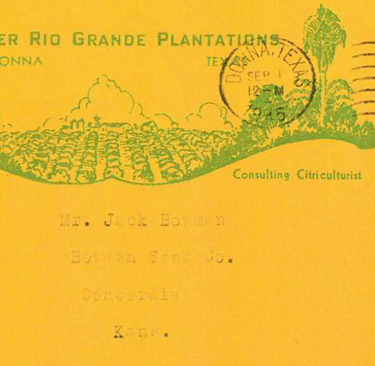 ER RIO GRANDE PLANTATIONS
ONNA TEX
DONNA, TEXAS
SEP 1
12-M
Consulting Citriculturist
Mr. Jack Bowman
Bowman Seed Co.
Concordia
Kans.